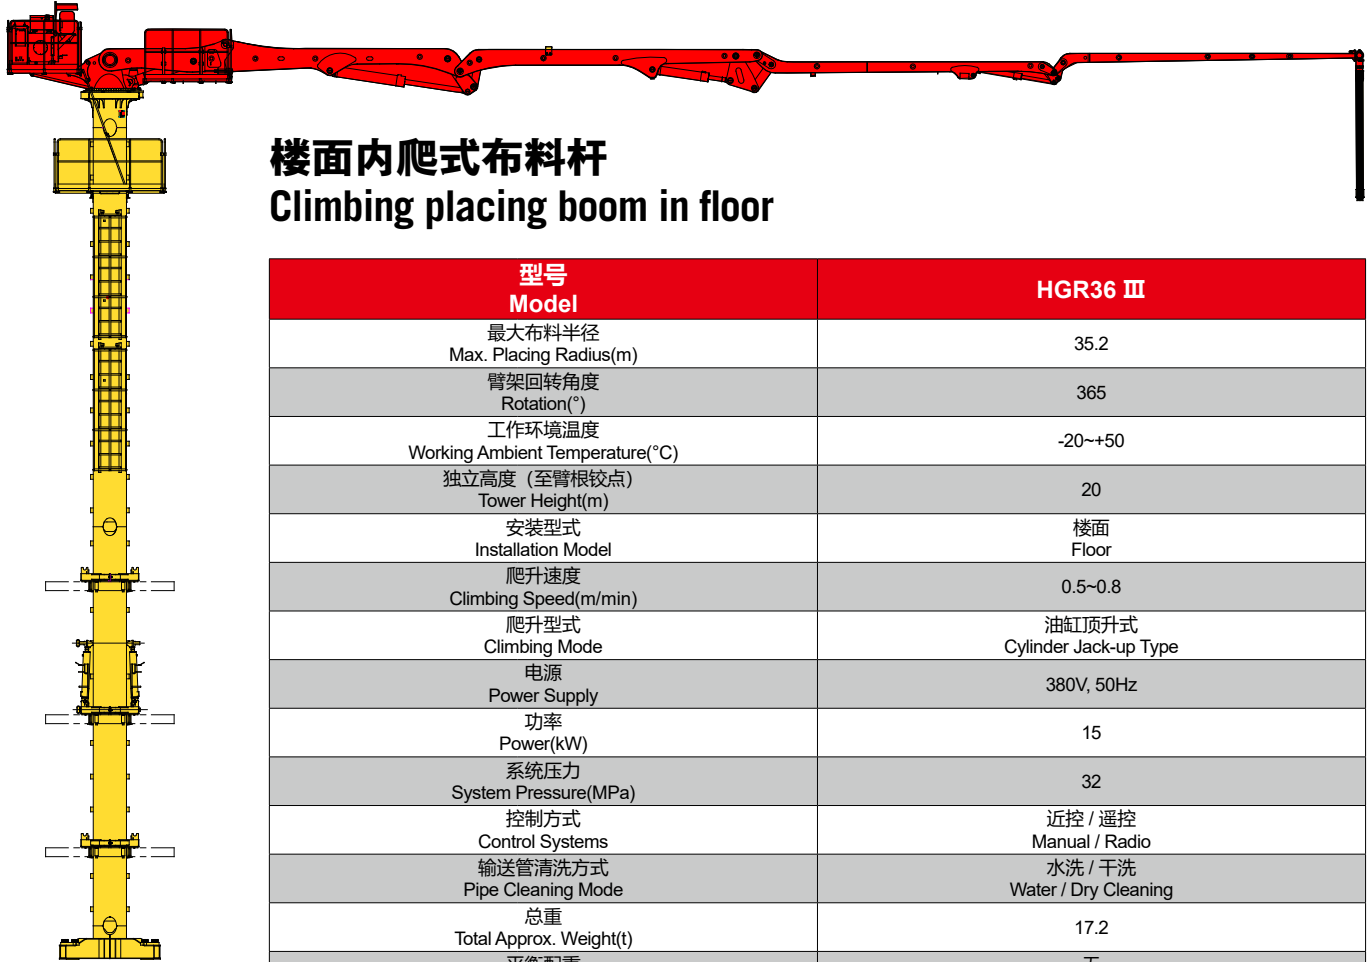 楼面内爬式布料杆
Climbing placing boom in floor
型号
Model
HGR36 Ⅲ
最大布料半径
Max. Placing Radius(m)
35.2
臂架回转角度
Rotation(°)
365
工作环境温度
Working Ambient Temperature(°C)
-20~+50
独立高度（至臂根铰点）
Tower Height(m)
20
安装型式
Installation Model
楼面
Floor
爬升速度
Climbing Speed(m/min)
0.5~0.8
爬升型式
Climbing Mode
油缸顶升式
Cylinder Jack-up Type
电源
Power Supply
380V, 50Hz
功率
Power(kW)
15
系统压力
System Pressure(MPa)
32
控制方式
Control Systems
近控 / 遥控
Manual / Radio
输送管清洗方式
Pipe Cleaning Mode
水洗 / 干洗
Water / Dry Cleaning
总重
Total Approx. Weight(t)
17.2
平衡配重